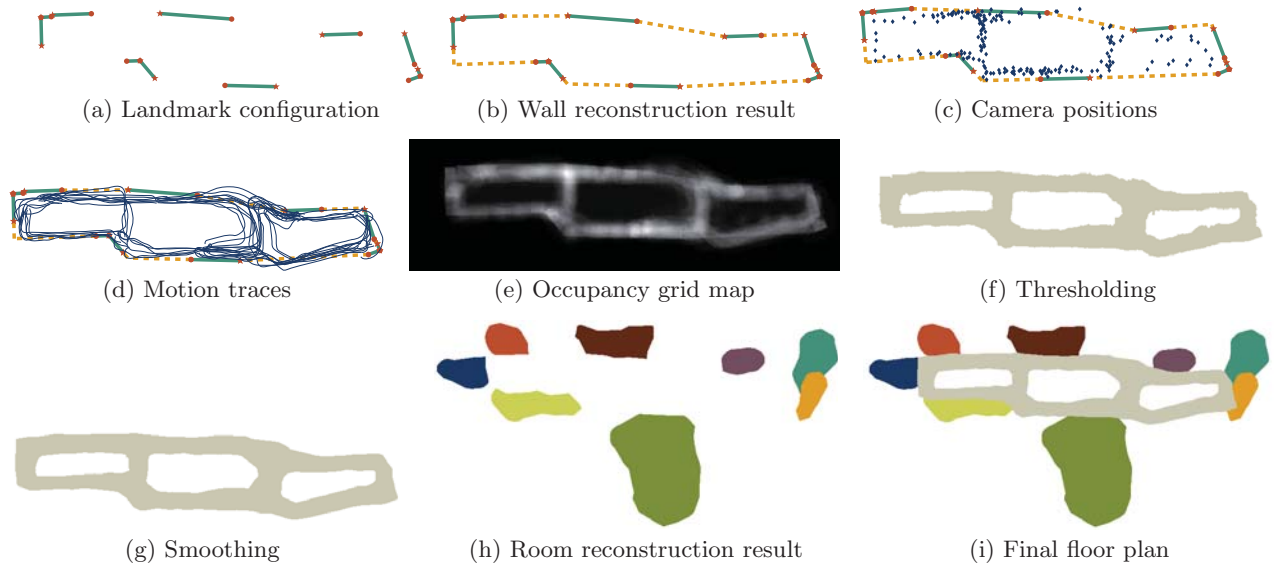 (a) Landmark configuration
(b) Wall reconstruction result
(c) Camera positions
(d) Motion traces
(e) Occupancy grid map
(f) Thresholding
(g) Smoothing
(h) Room reconstruction result
(i) Final floor plan